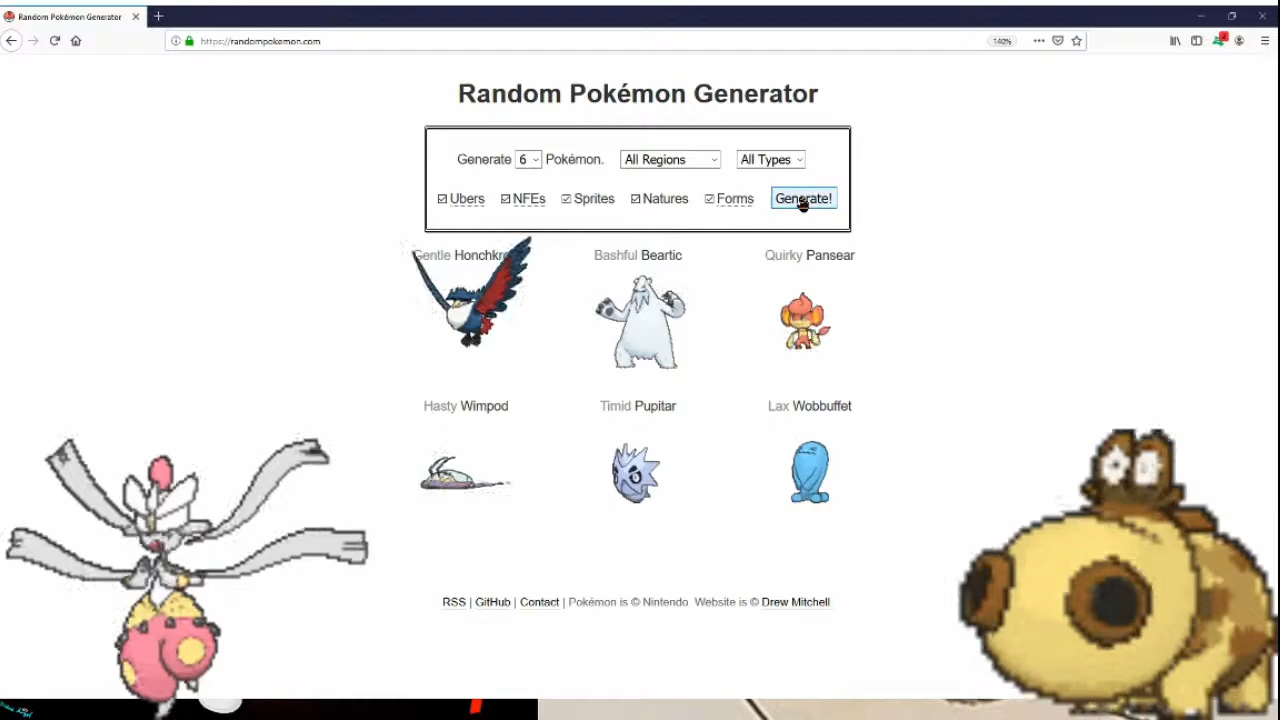 Random Pokémon Generator
https://randompokemon.com
140%
Random Pokémon Generator
Generate 6 Pokémon. All Regions All Types
Ubers NFEs Sprites Natures Forms Generate!
Gentle Bashful Beartic Quirky Pansear
Hasty Wimpod Timid Pupitar Lax Wobbuffet
RSS | GitHub | Contact | Pokémon is © Nintendo Website is © Drew Mitchell